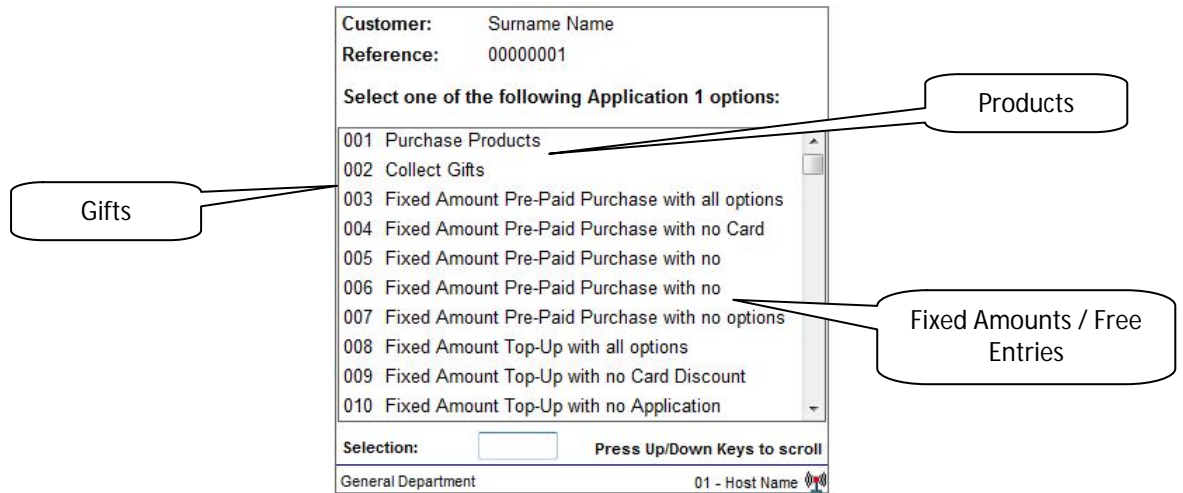 Customer: Surname Name
Reference: 00000001
Select one of the following Application 1 options:
Products
001 Purchase Products
002 Collect Gifts
Gifts
003 Fixed Amount Pre-Paid Purchase with all options
004 Fixed Amount Pre-Paid Purchase with no Card
005 Fixed Amount Pre-Paid Purchase with no
006 Fixed Amount Pre-Paid Purchase with no
007 Fixed Amount Pre-Paid Purchase with no options
Fixed Amounts / Free
Entries
008 Fixed Amount Top-Up with all options
009 Fixed Amount Top-Up with no Card Discount
010 Fixed Amount Top-Up with no Application
Selection: Press Up/Down Keys to scroll
General Department 01 - Host Name